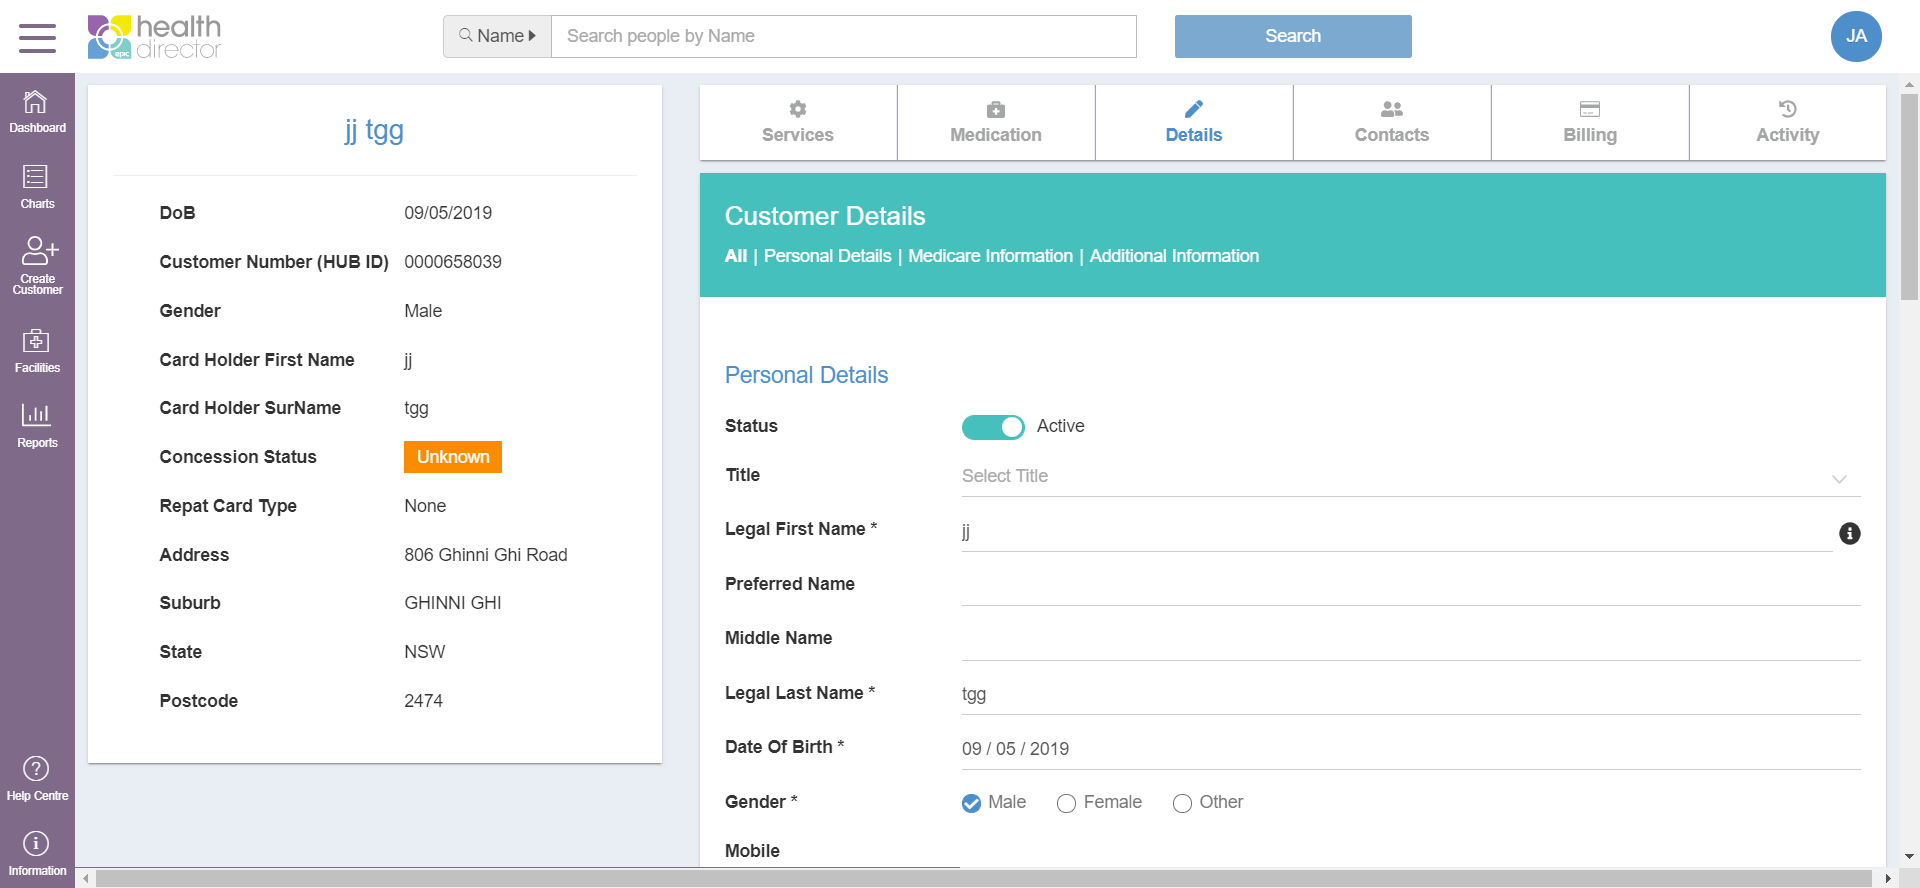 health
director
epic
Name
Search people by Name
Search
JA
Dashboard
Charts
Create
Customer
Facilities
Reports
Help Centre
Information
jj tgg
DoB 09/05/2019
Customer Number (HUB ID) 0000658039
Gender Male
Card Holder First Name jj
Card Holder SurName tgg
Concession Status Unknown
Repat Card Type None
Address 806 Ghinni Ghi Road
Suburb GHINNI GHI
State NSW
Postcode 2474
Services Medication Details Contacts Billing Activity
Customer Details
All | Personal Details | Medicare Information | Additional Information
Personal Details
Status Active
Title Select Title
Legal First Name * jj
Preferred Name
Middle Name
Legal Last Name * tgg
Date Of Birth * 09 / 05 / 2019
Gender * Male Female Other
Mobile